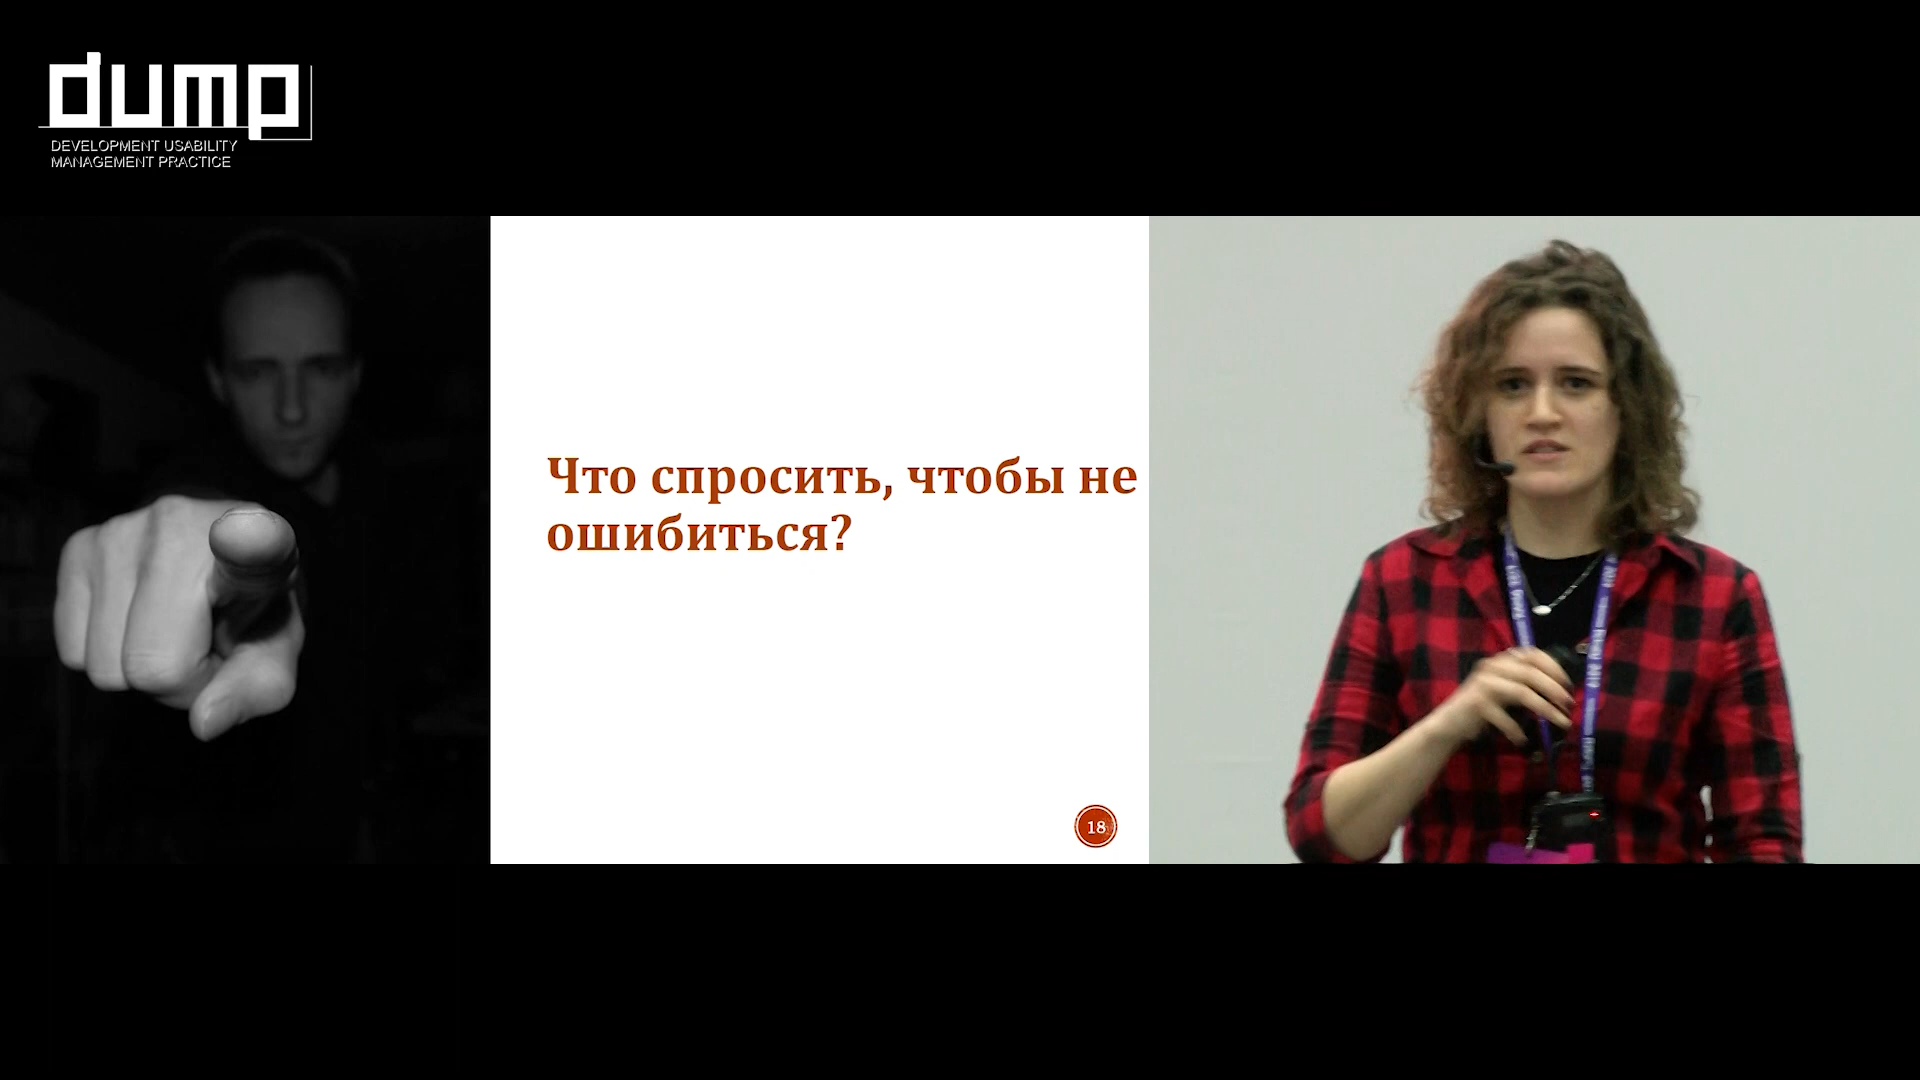 dump
DEVELOPMENT USABILITY
MANAGEMENT PRACTICE
Что спросить, чтобы не
ошибиться?
18